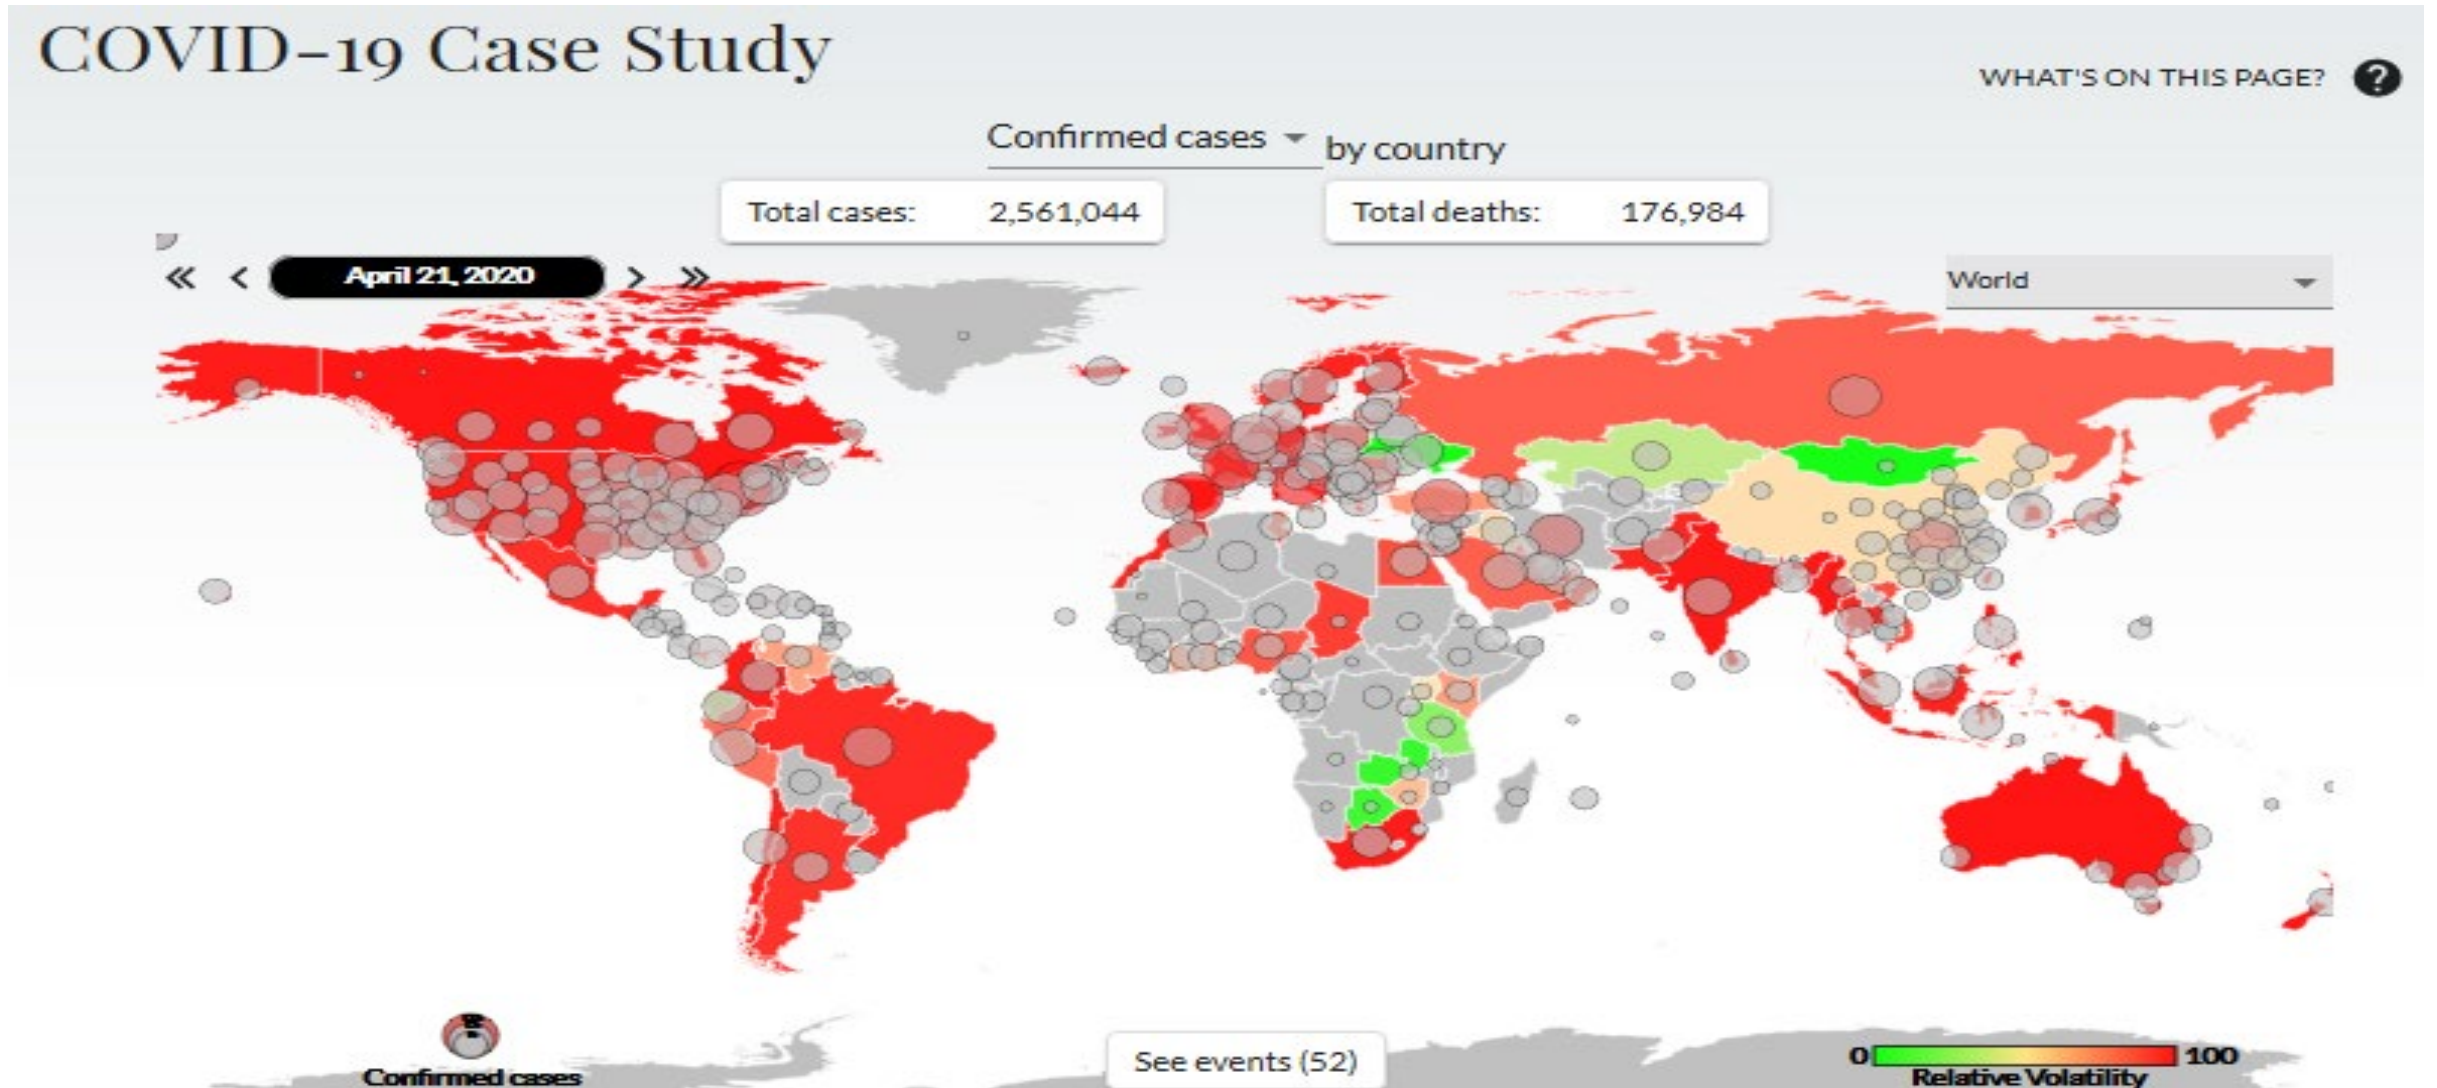 COVID-19 Case Study
WHAT'S ON THIS PAGE? ?
Confirmed cases by country
Total cases: 2,561,044
Total deaths: 176,984
« < April 21, 2020 > »
World
Confirmed cases
See events (52)
0 100
Relative Volatility